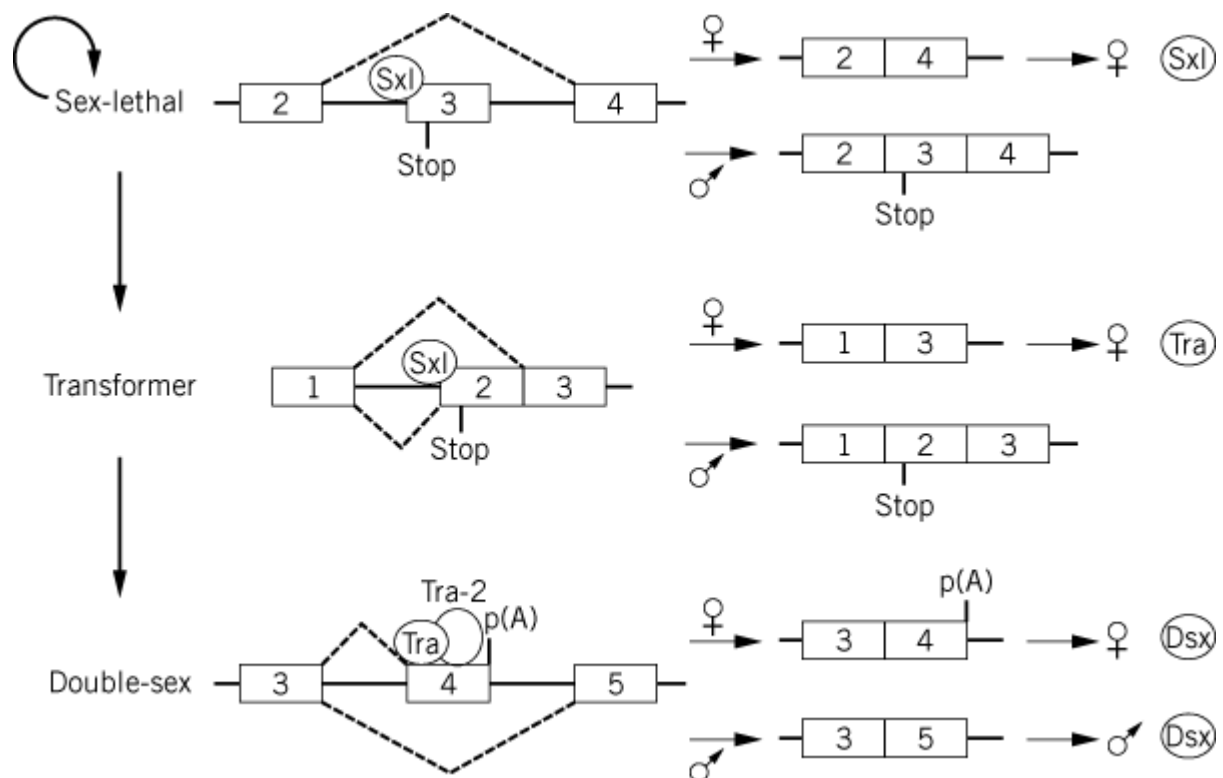 ♀ 2 4 ♀ Sxl
Sex-lethal 2 Sxl 3 4
Stop
♂ 2 3 4
Stop
♀ 1 3 ♀ Tra
Transformer 1 Sxl 2 3
Stop
♂ 1 2 3
Stop
Tra-2
p(A)
p(A)
♀ 3 4 ♀ Dsx
Double-sex 3 Tra 4 5
♂ 3 5 ♂ Dsx